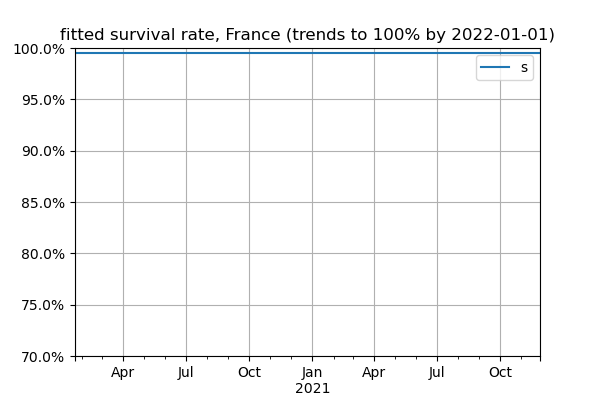 fitted survival rate, France (trends to 100% by 2022-01-01)
100.0%
s
95.0%
90.0%
85.0%
80.0%
75.0%
70.0%
Apr Jul Oct Jan Apr Jul Oct
2021